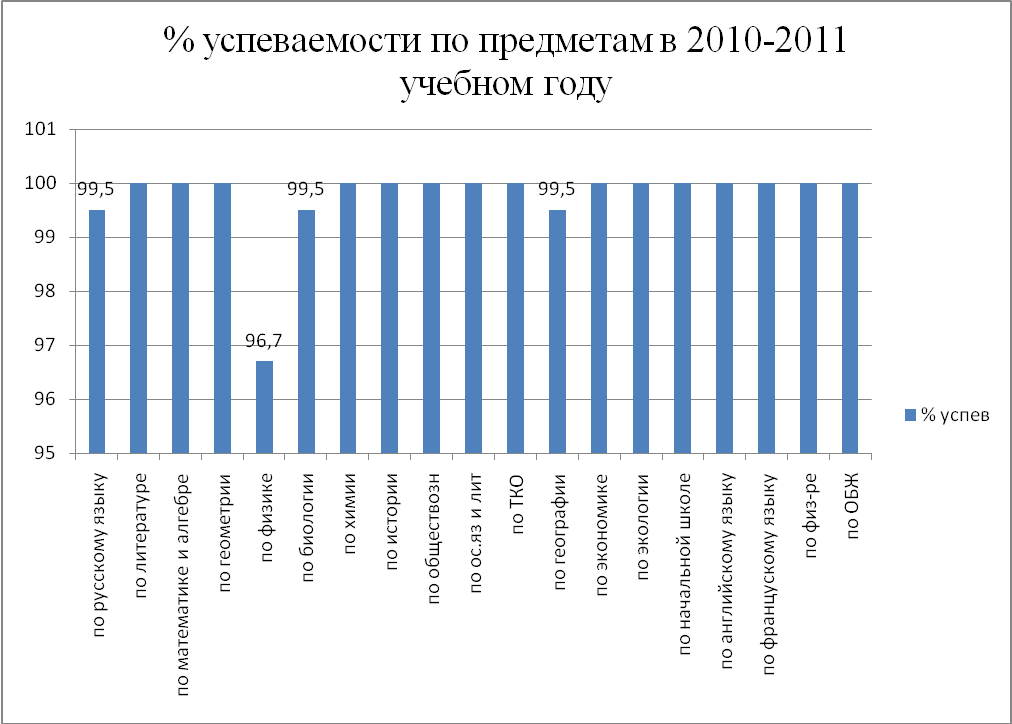 % успеваемости по предметам в 2010-2011
учебном году
101
100
99
98
97
96
95
99,5
96,7
99,5
99,5
% успев
по русскому языку
по литературе
по математике и алгебре
по геометрии
по физике
по биологии
по химии
по истории
по обществозн
по ос.яз и лит
по ТКО
по географии
по экономике
по экологии
по начальной школе
по английскому языку
по французскому языку
по физ-ре
по ОБЖ